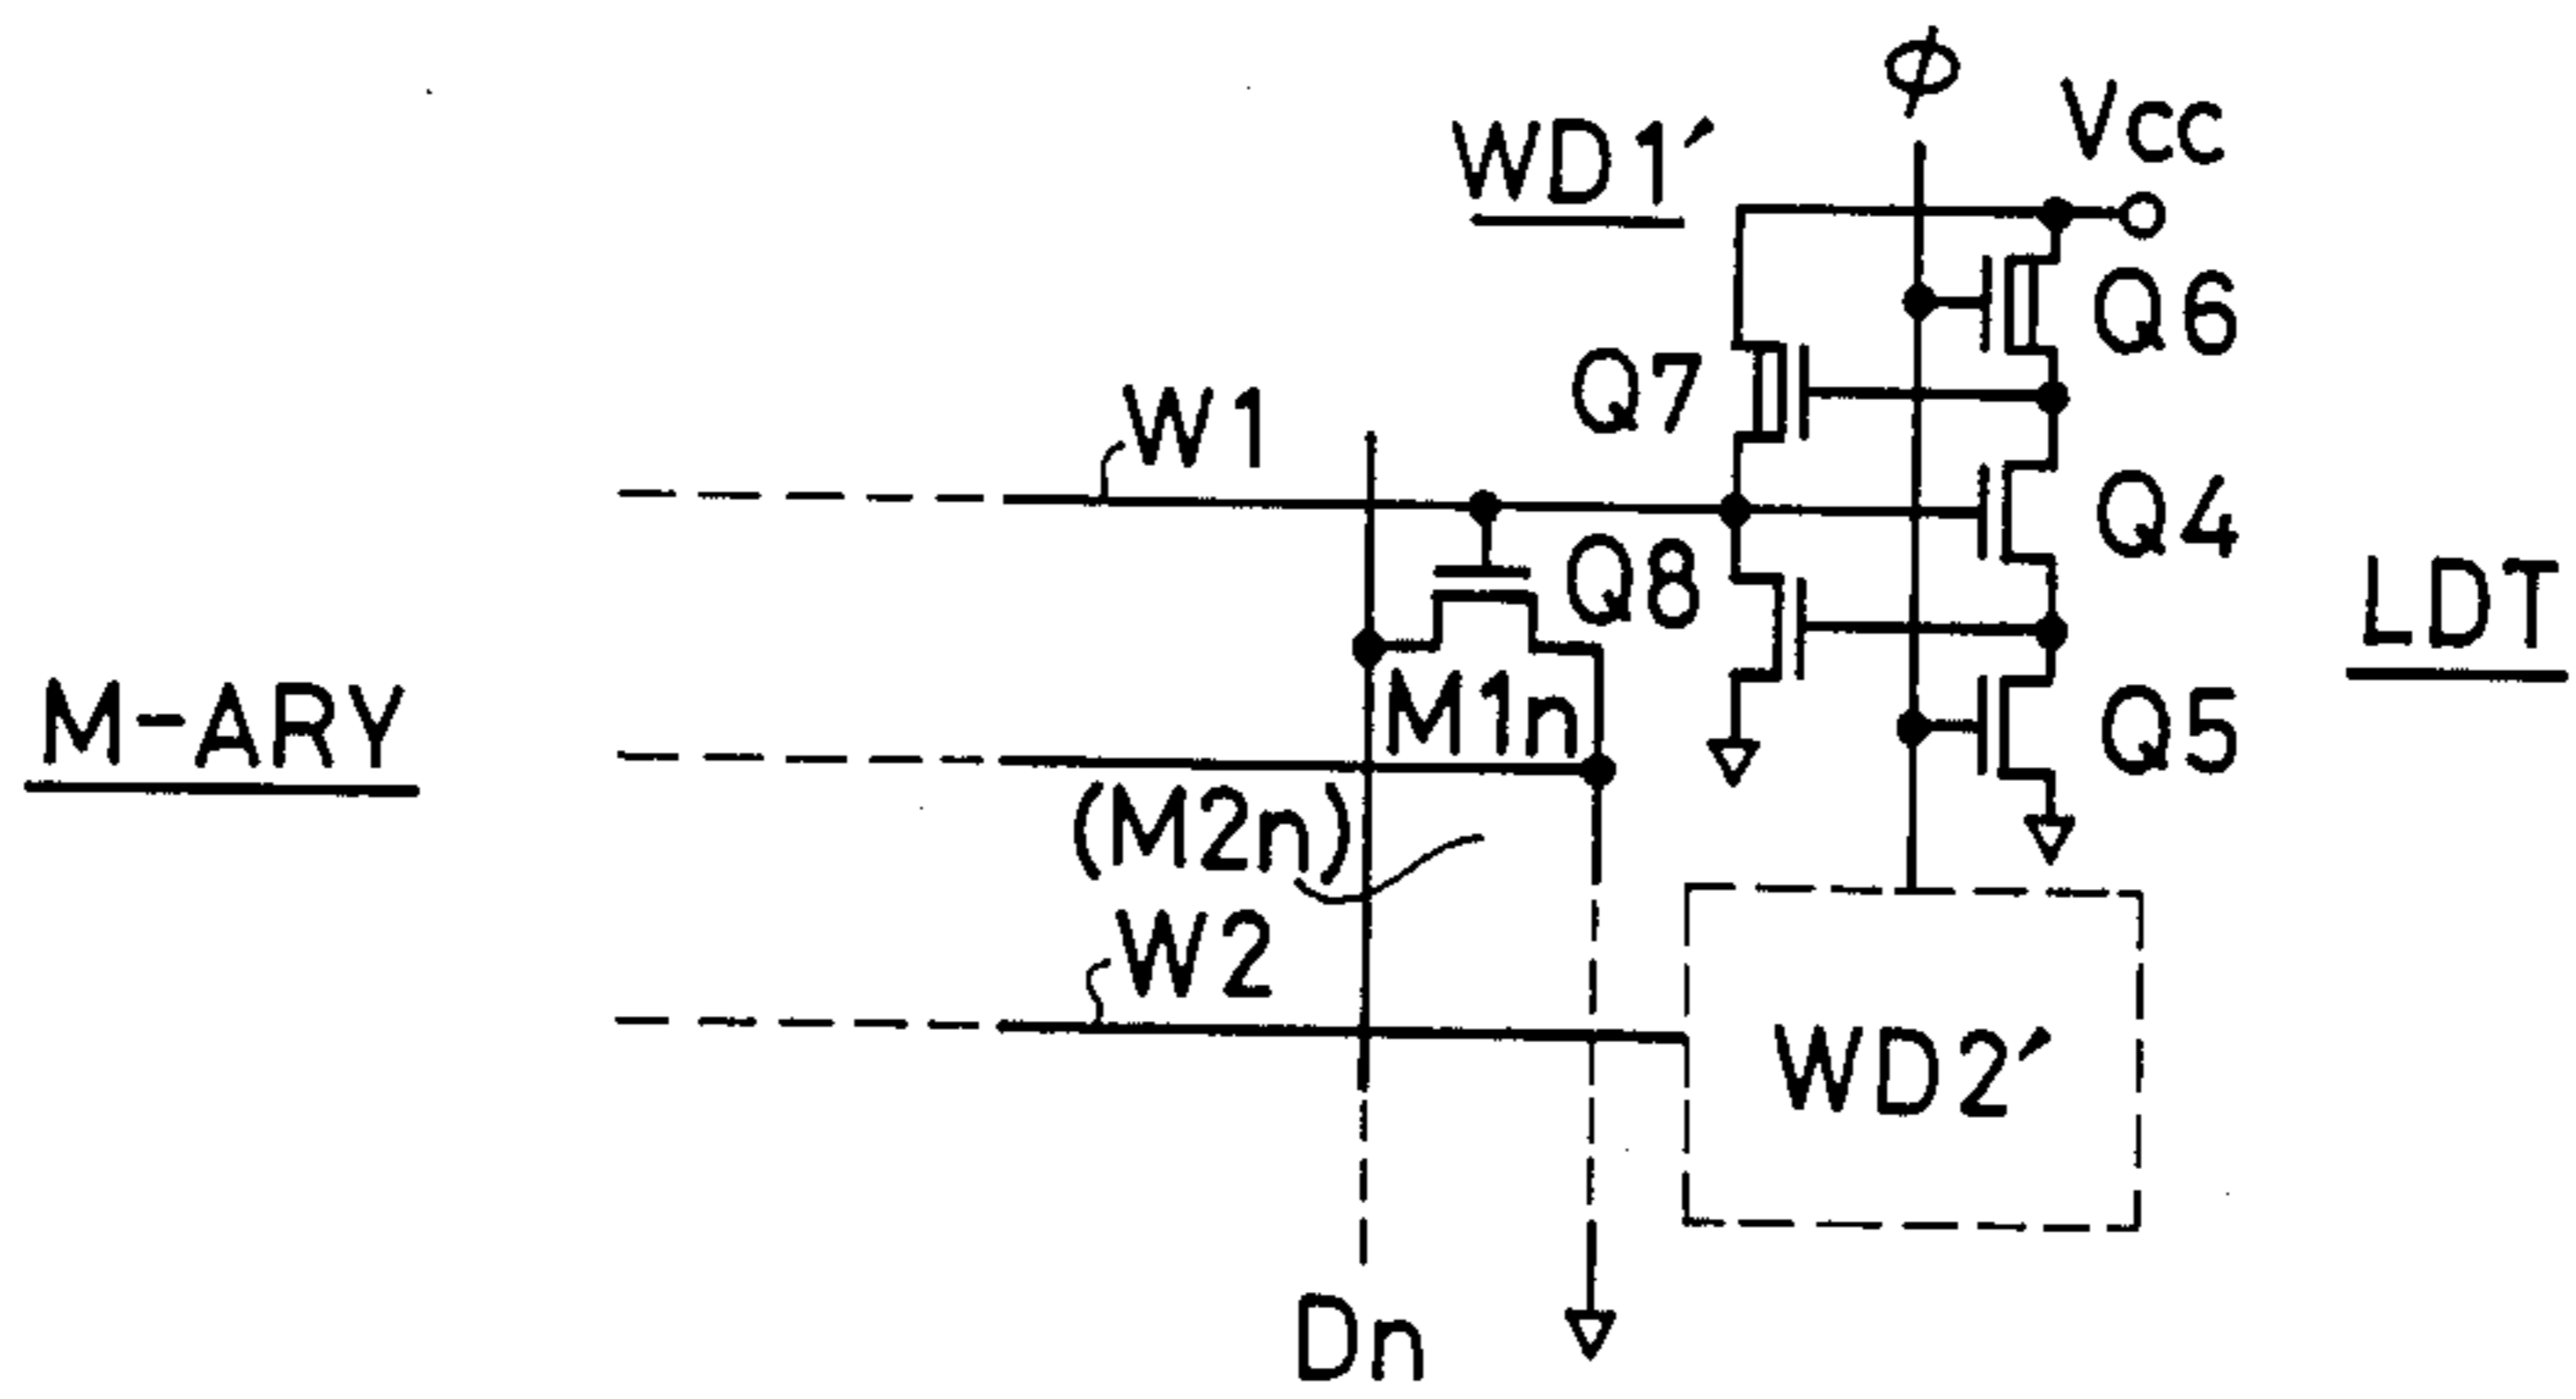 ϕ
Vcc
WD1′
Q6
Q7
W1
Q4
Q8
LDT
M-ARY
M1n
Q5
(M2n)
W2
WD2′
Dn